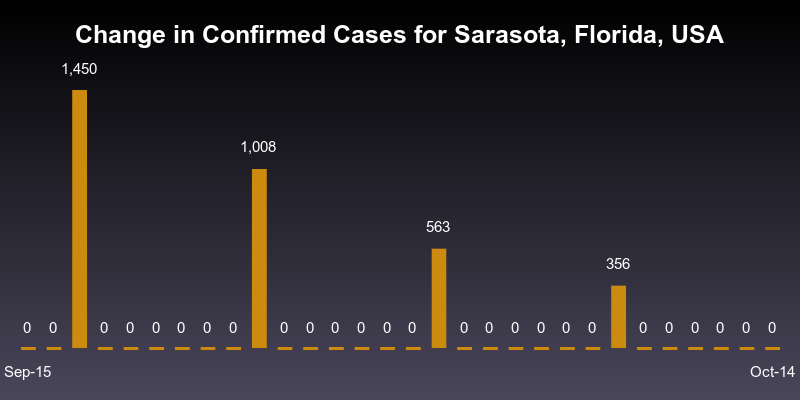 Change in Confirmed Cases for Sarasota, Florida, USA
1,450
1,008
563
356
0 0 0 0 0 0 0 0 0 0 0 0 0 0 0 0 0 0 0 0 0 0 0 0 0 0
Sep-15 Oct-14